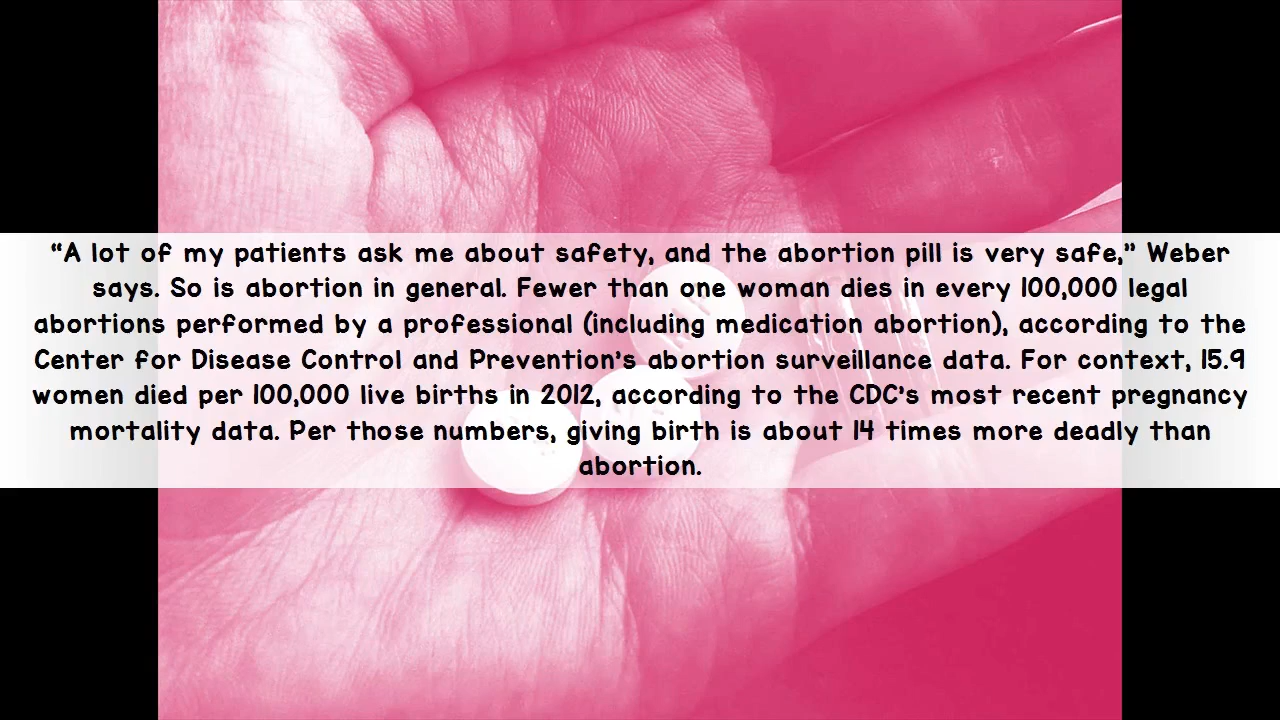 “A lot of my patients ask me about safety, and the abortion pill is very safe,” Weber
says. So is abortion in general. Fewer than one woman dies in every 100,000 legal
abortions performed by a professional (including medication abortion), according to the
Center for Disease Control and Prevention’s abortion surveillance data. For context, 15.9
women died per 100,000 live births in 2012, according to the CDC’s most recent pregnancy
mortality data. Per those numbers, giving birth is about 14 times more deadly than
abortion.